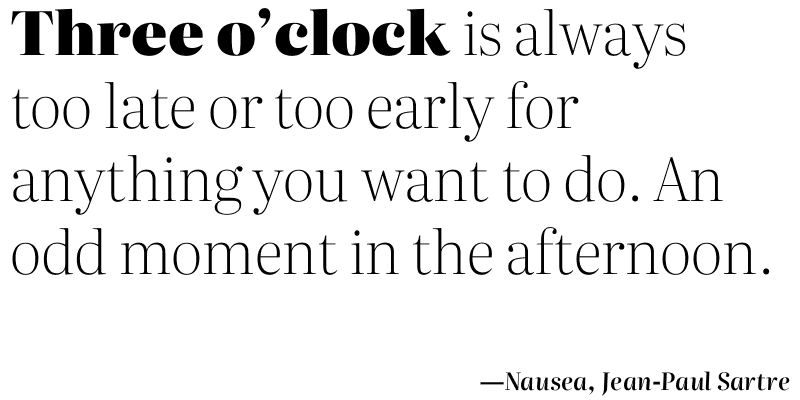 Three o’clock is always
too late or too early for
anything you want to do. An
odd moment in the afternoon.
—Nausea, Jean-Paul Sartre